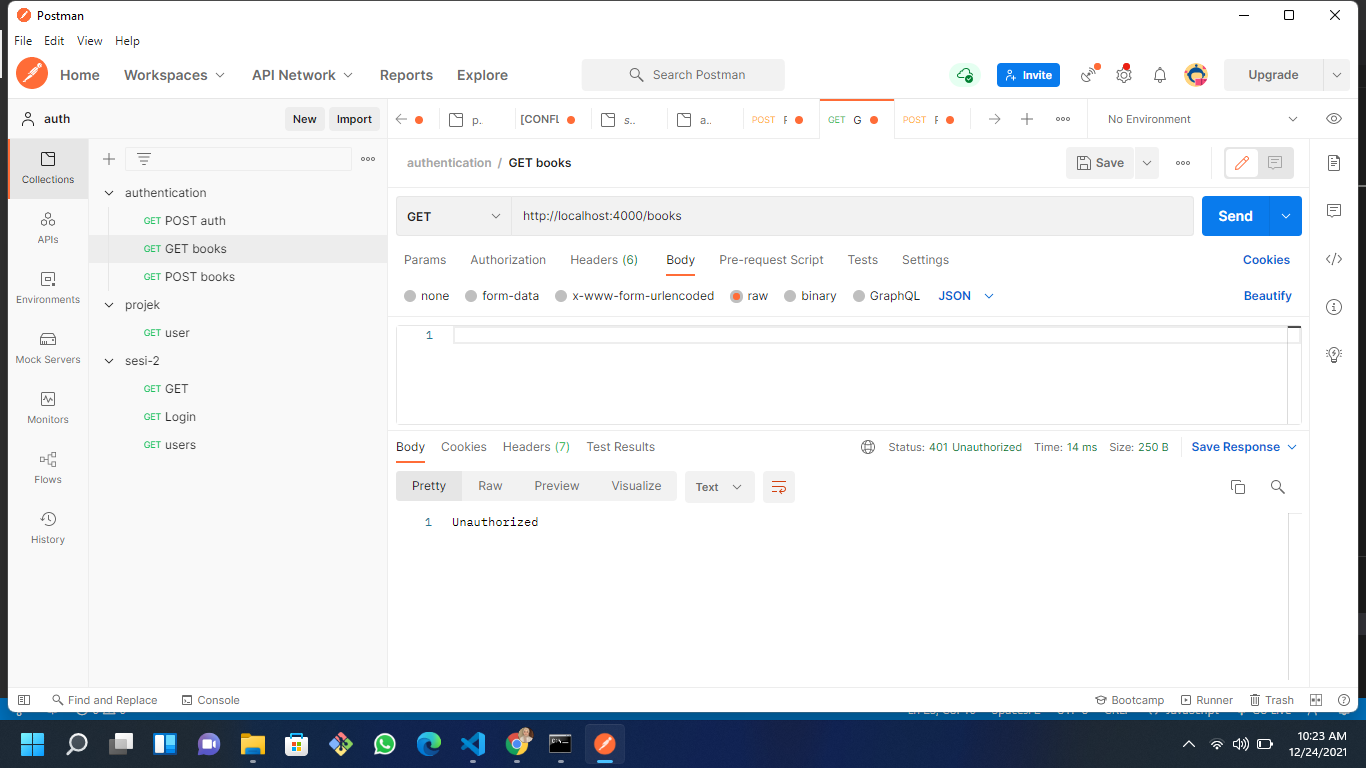 Postman
File Edit View Help
Home Workspaces API Network Reports Explore Search Postman Invite Upgrade
auth New Import
p. [CONFL s.. a.. POST F GET G POST F No Environment
authentication / GET books Save
Collections
APIs
Environments
Mock Servers
Monitors
Flows
History
authentication
GET POST auth
GET GET books
GET POST books
projek
GET user
sesi-2
GET GET
GET Login
GET users
GET http://localhost:4000/books Send
Params Authorization Headers (6) Body Pre-request Script Tests Settings Cookies
none form-data x-www-form-urlencoded raw binary GraphQL JSON Beautify
1
Body Cookies Headers (7) Test Results Status: 401 Unauthorized Time: 14 ms Size: 250 B Save Response
Pretty Raw Preview Visualize Text
1 Unauthorized
Find and Replace Console Bootcamp Runner Trash
10:23 AM
12/24/2021